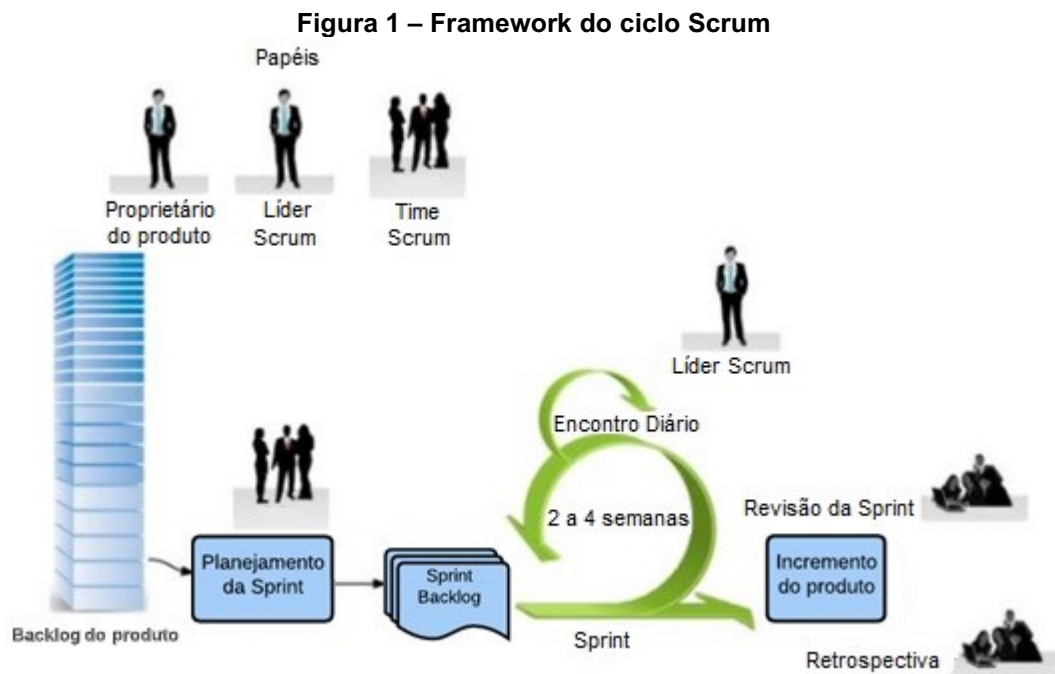 Figura 1 – Framework do ciclo Scrum
Papéis
Proprietário
do produto
Líder
Scrum
Time
Scrum
Líder Scrum
Encontro Diário
2 a 4 semanas
Revisão da Sprint
Planejamento
da Sprint
Sprint
Backlog
Incremento
do produto
Backlog do produto
Sprint
Retrospectiva